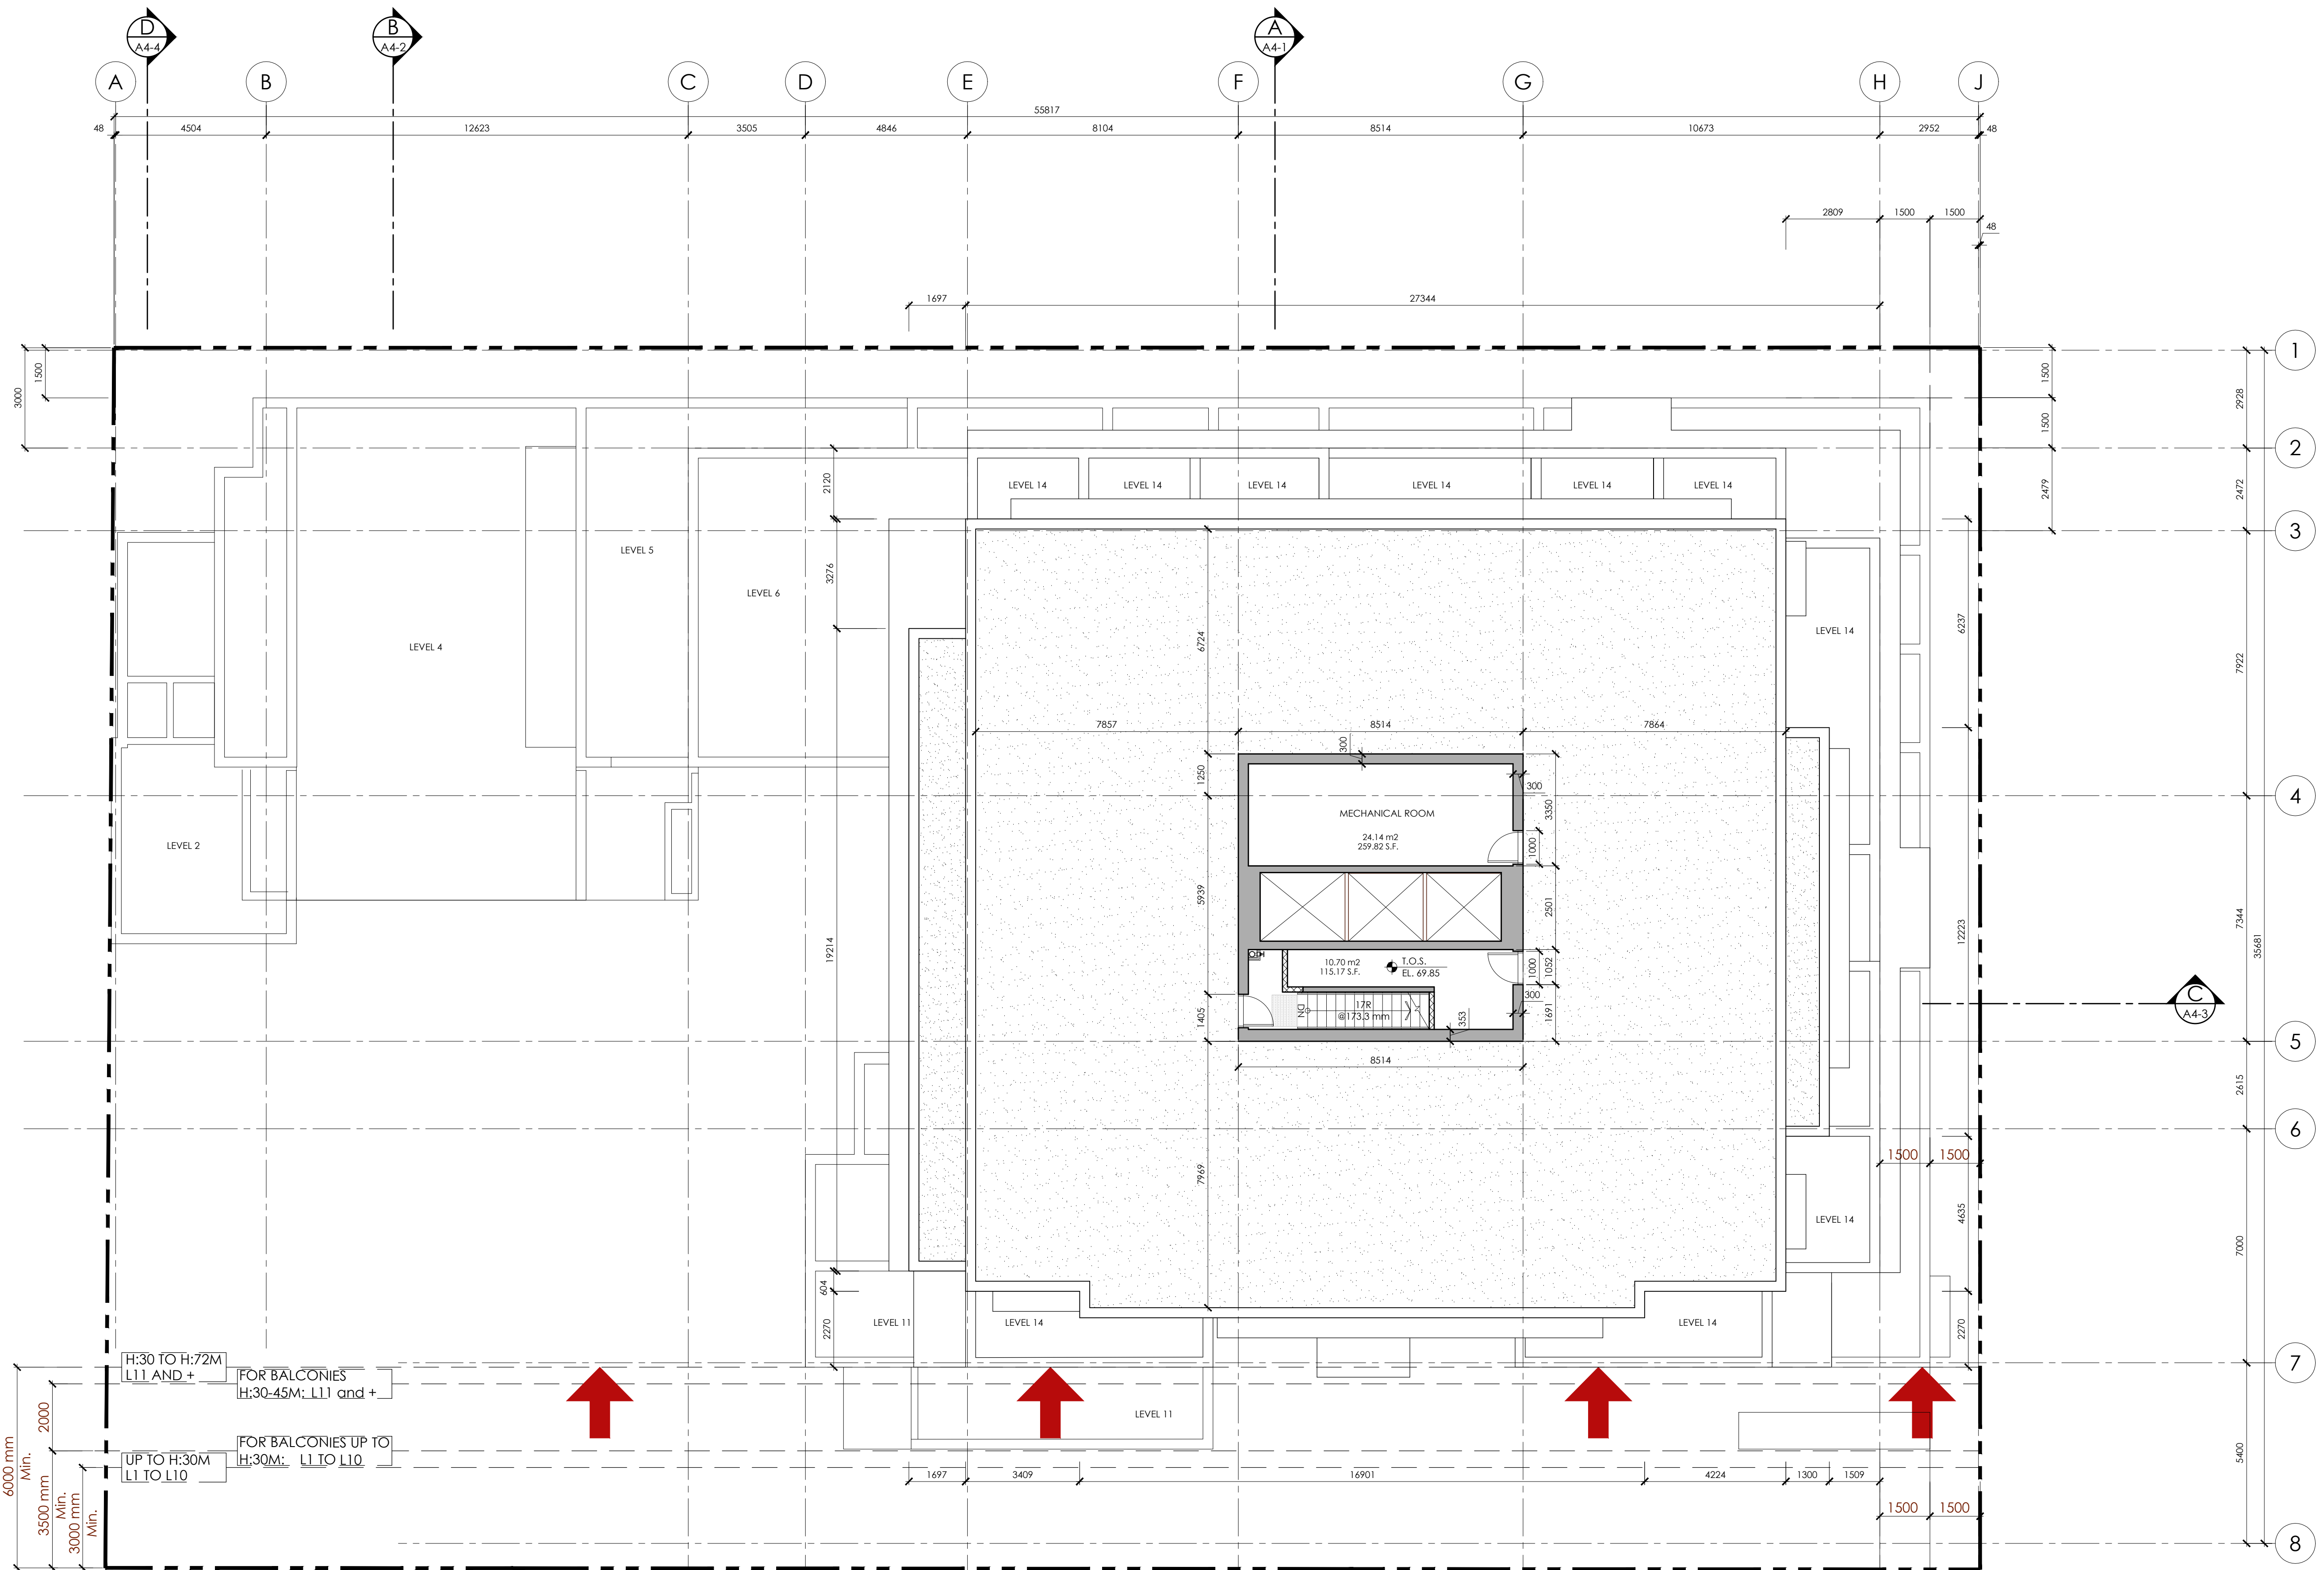 D
A4-4
B
A4-2
A
A4-1
A
B
C
D
E
F
G
H
J
55817
48
4504
12623
3505
4846
8104
8514
10673
2952
48
2809
1500
1500
48
1697
27344
1
2
3
4
5
6
7
8
3000
1500
1500
1500
2479
2928
2472
7922
7344
35681
2615
7000
5400
2120
3276
19214
604
2270
LEVEL 14
LEVEL 14
LEVEL 14
LEVEL 14
LEVEL 14
LEVEL 14
LEVEL 5
LEVEL 6
LEVEL 4
LEVEL 2
LEVEL 14
6237
12223
4635
2270
6724
1250
5939
1405
7969
7857
8514
7864
300
300
3350
1000
2501
1000
1052
300
1691
353
8514
MECHANICAL ROOM
24.14 m2
259.82 S.F.
10.70 m2
115.17 S.F.
T.O.S.
EL. 69.85
17R
@173.3 mm
DN
C
A4-3
1500
1500
LEVEL 14
LEVEL 11
LEVEL 14
LEVEL 14
LEVEL 11
H:30 TO H:72M
L11 AND +
FOR BALCONIES
H:30-45M: L11 and +
FOR BALCONIES UP TO
H:30M: L1 TO L10
UP TO H:30M
L1 TO L10
6000 mm
Min.
2000
3500 mm
Min.
3000 mm
Min.
1697
3409
16901
4224
1300
1509
1500
1500